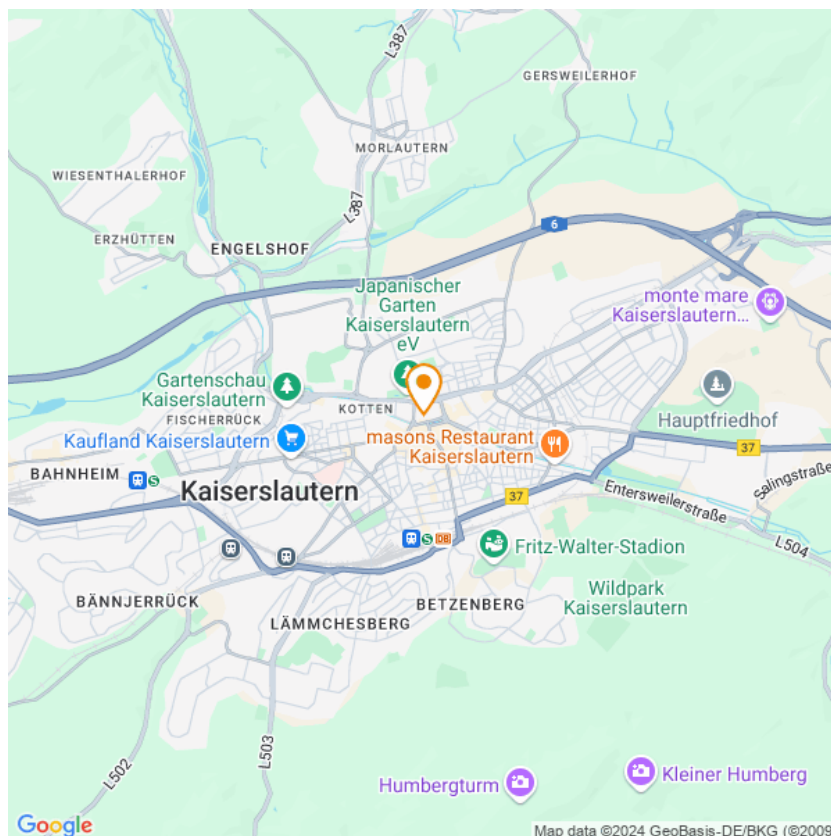 L387
GERSWEILERHOF
MORLAUTERN
WIESENTHALERHOF
L387
ERZHÜTTEN
ENGELSHOF
6
Japanischer
Garten
Kaiserslautern
eV
monte mare
Kaiserslautern...
Gartenschau
Kaiserslautern
KOTTEN
FISCHERRÜCK
Hauptfriedhof
Kaufland Kaiserslautern
masons Restaurant
Kaiserslautern
37
BAHNHEIM
S
Kaiserslautern
37
Entersweilerstraße
Salingstraße
L504
S
DB
Fritz-Walter-Stadion
Wildpark
Kaiserslautern
BÄNNJERRÜCK
BETZENBERG
LÄMMCHESBERG
L502
L503
Humbergturm
Kleiner Humberg
Google
Map data ©2024 GeoBasis-DE/BKG (©2009